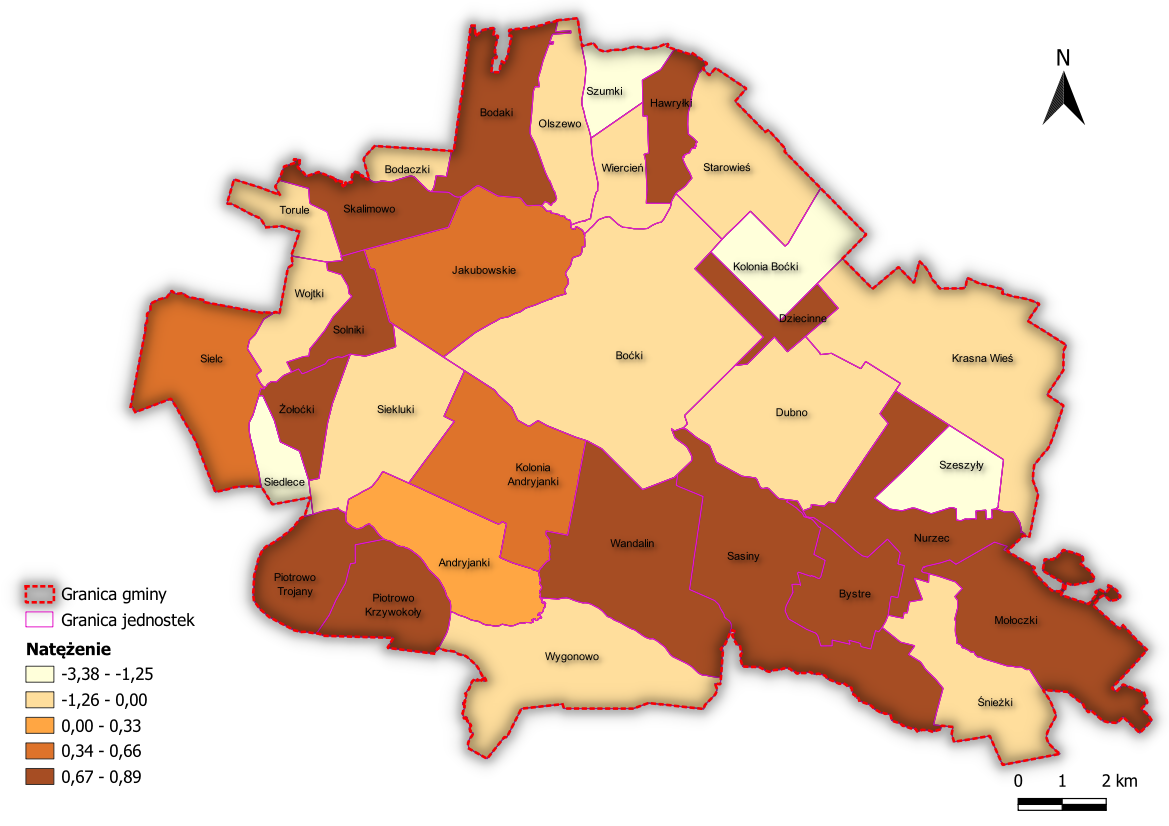 N
Szumki
Bodaki
Hawryłki
Olszewo
Bodaczki
Wiercień
Starowieś
Torule
Skalimowo
Kolonia Boćki
Jakubowskie
Wojtki
Dziecinne
Solniki
Sielc
Boćki
Krasna Wieś
Żołoćki
Siekluki
Dubno
Kolonia
Andryjanki
Szeszyły
Siedlece
Wandalin
Sasiny
Nurzec
Andryjanki
Piotrowo
Trojany
Piotrowo
Krzywokoły
Bystre
Mołoczki
Wygonowo
Śnieżki
Granica gminy
Granica jednostek
Natężenie
-3,38 - -1,25
-1,26 - 0,00
0,00 - 0,33
0,34 - 0,66
0,67 - 0,89
0 1 2 km